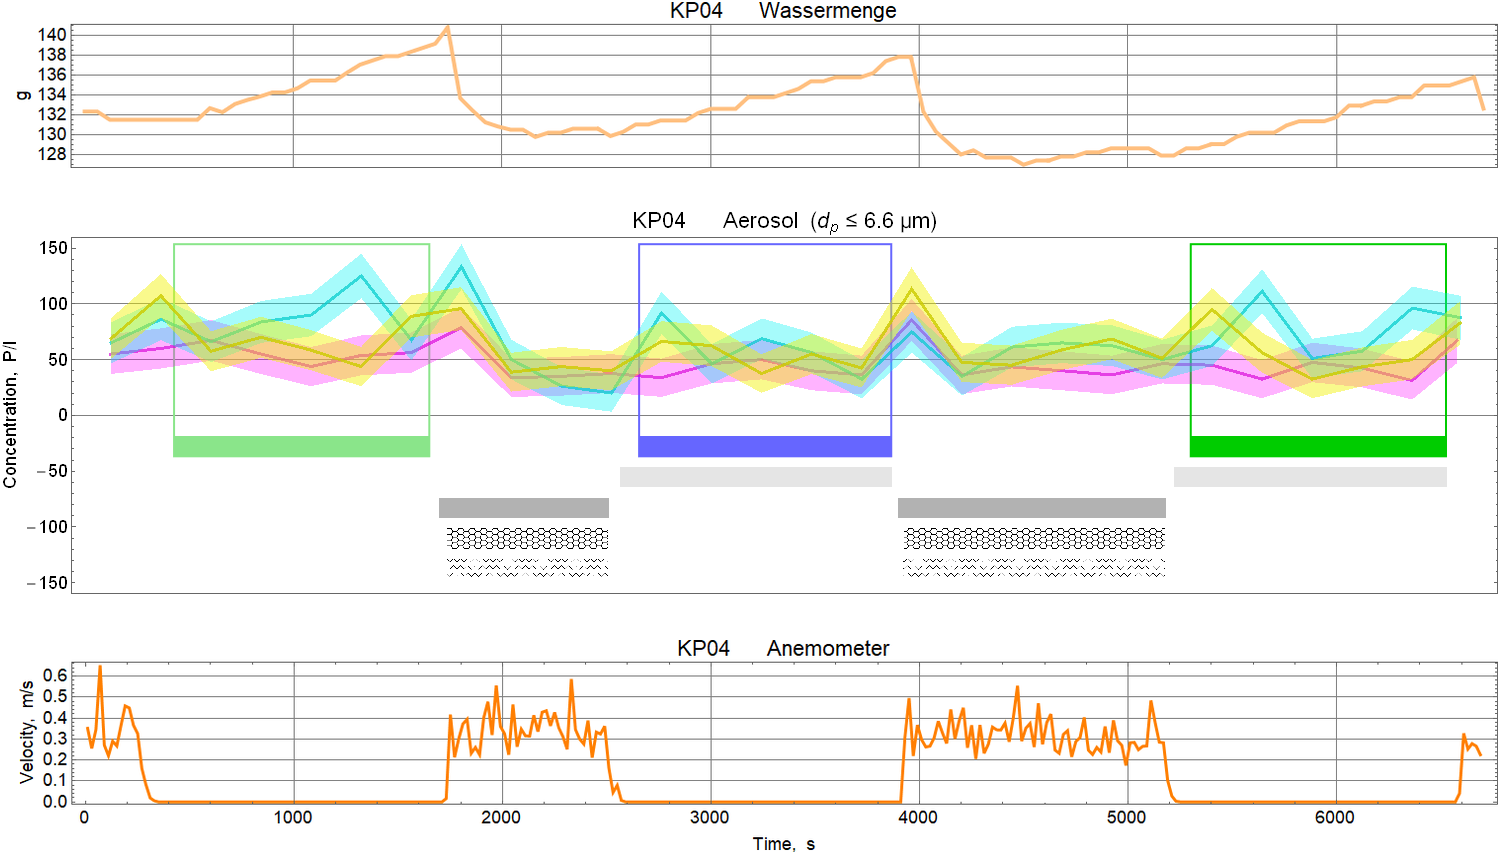 KP04 Wassermenge
140
138
136
134
132
130
128
g
KP04 Aerosol (dp ≤ 6.6 µm)
150
100
50
0
−50
−100
−150
Concentration, P/l
KP04 Anemometer
0.6
0.5
0.4
0.3
0.2
0.1
0.0
Velocity, m/s
0 1000 2000 3000 4000 5000 6000
Time, s